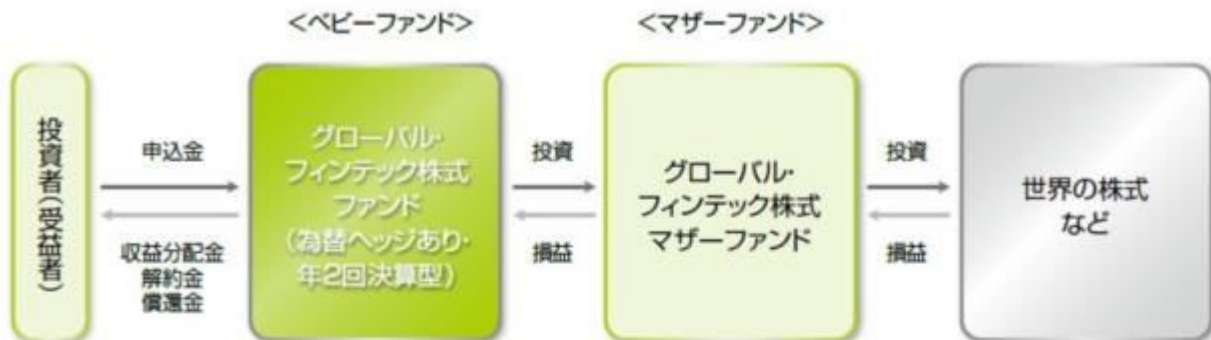 <ベビーファンド>
<マザーファンド>
投資者(受益者)
申込金
収益分配金
解約金
償還金
グローバル・
フィンテック株式
ファンド
(為替ヘッジあり・
年2回決算型)
投資
損益
グローバル・
フィンテック株式
マザーファンド
投資
損益
世界の株式
など